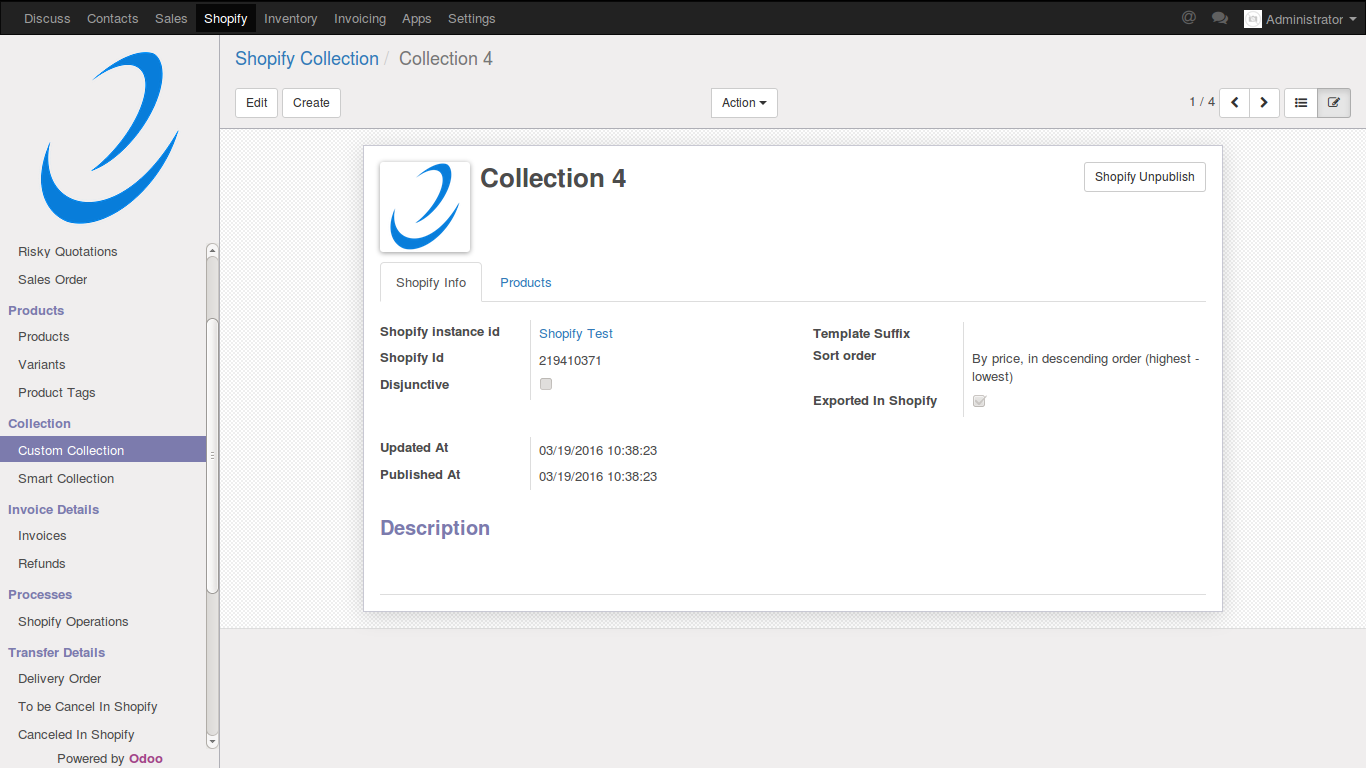 Discuss Contacts Sales Shopify Inventory Invoicing Apps Settings @ Administrator
Shopify Collection / Collection 4
Edit Create Action 1 / 4
Risky Quotations
Sales Order
Products
Products
Variants
Product Tags
Collection
Custom Collection
Smart Collection
Invoice Details
Invoices
Refunds
Processes
Shopify Operations
Transfer Details
Delivery Order
To be Cancel In Shopify
Canceled In Shopify
Powered by Odoo
Collection 4
Shopify Unpublish
Shopify Info Products
Shopify instance id Shopify Test
Shopify Id 219410371
Disjunctive
Template Suffix
Sort order By price, in descending order (highest -
lowest)
Exported In Shopify
Updated At 03/19/2016 10:38:23
Published At 03/19/2016 10:38:23
Description